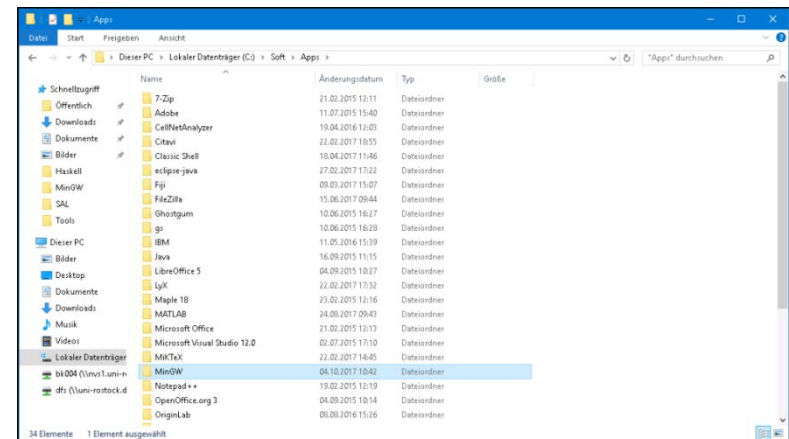 Apps
Datei Start Freigeben Ansicht
Dieser PC Lokaler Datenträger (C:) Soft Apps "Apps" durchsuchen
Name Änderungsdatum Typ Größe
Schnellzugriff
Öffentlich
Downloads
Dokumente
Bilder
Haskell
MinGW
SAL
Tools
Dieser PC
Bilder
Desktop
Dokumente
Downloads
Musik
Videos
Lokaler Datenträger
bk004 (\\nvs1.uni-r
dfs (\\uni-rostock.d
7-Zip 21.02.2015 12:11 Dateiordner
Adobe 11.07.2015 15:40 Dateiordner
CellNetAnalyzer 19.04.2016 12:03 Dateiordner
Citavi 22.02.2017 18:55 Dateiordner
Classic Shell 18.04.2017 11:46 Dateiordner
eclipse-java 27.02.2017 17:22 Dateiordner
Fiji 09.03.2017 15:07 Dateiordner
FileZilla 15.06.2017 09:44 Dateiordner
Ghostgum 10.06.2015 16:27 Dateiordner
gs 10.06.2015 16:28 Dateiordner
IBM 11.05.2016 15:39 Dateiordner
Java 16.09.2015 11:15 Dateiordner
LibreOffice 5 04.09.2015 10:27 Dateiordner
LyX 22.02.2017 17:32 Dateiordner
Maple 18 23.02.2015 12:16 Dateiordner
MATLAB 24.08.2017 09:43 Dateiordner
Microsoft Office 21.02.2015 12:13 Dateiordner
Microsoft Visual Studio 12.0 02.07.2015 17:10 Dateiordner
MiKTeX 22.02.2017 14:45 Dateiordner
MinGW 04.10.2017 10:42 Dateiordner
Notepad++ 19.02.2015 12:19 Dateiordner
OpenOffice.org 3 04.09.2015 10:14 Dateiordner
OriginLab 08.08.2016 15:26 Dateiordner
34 Elemente 1 Element ausgewählt